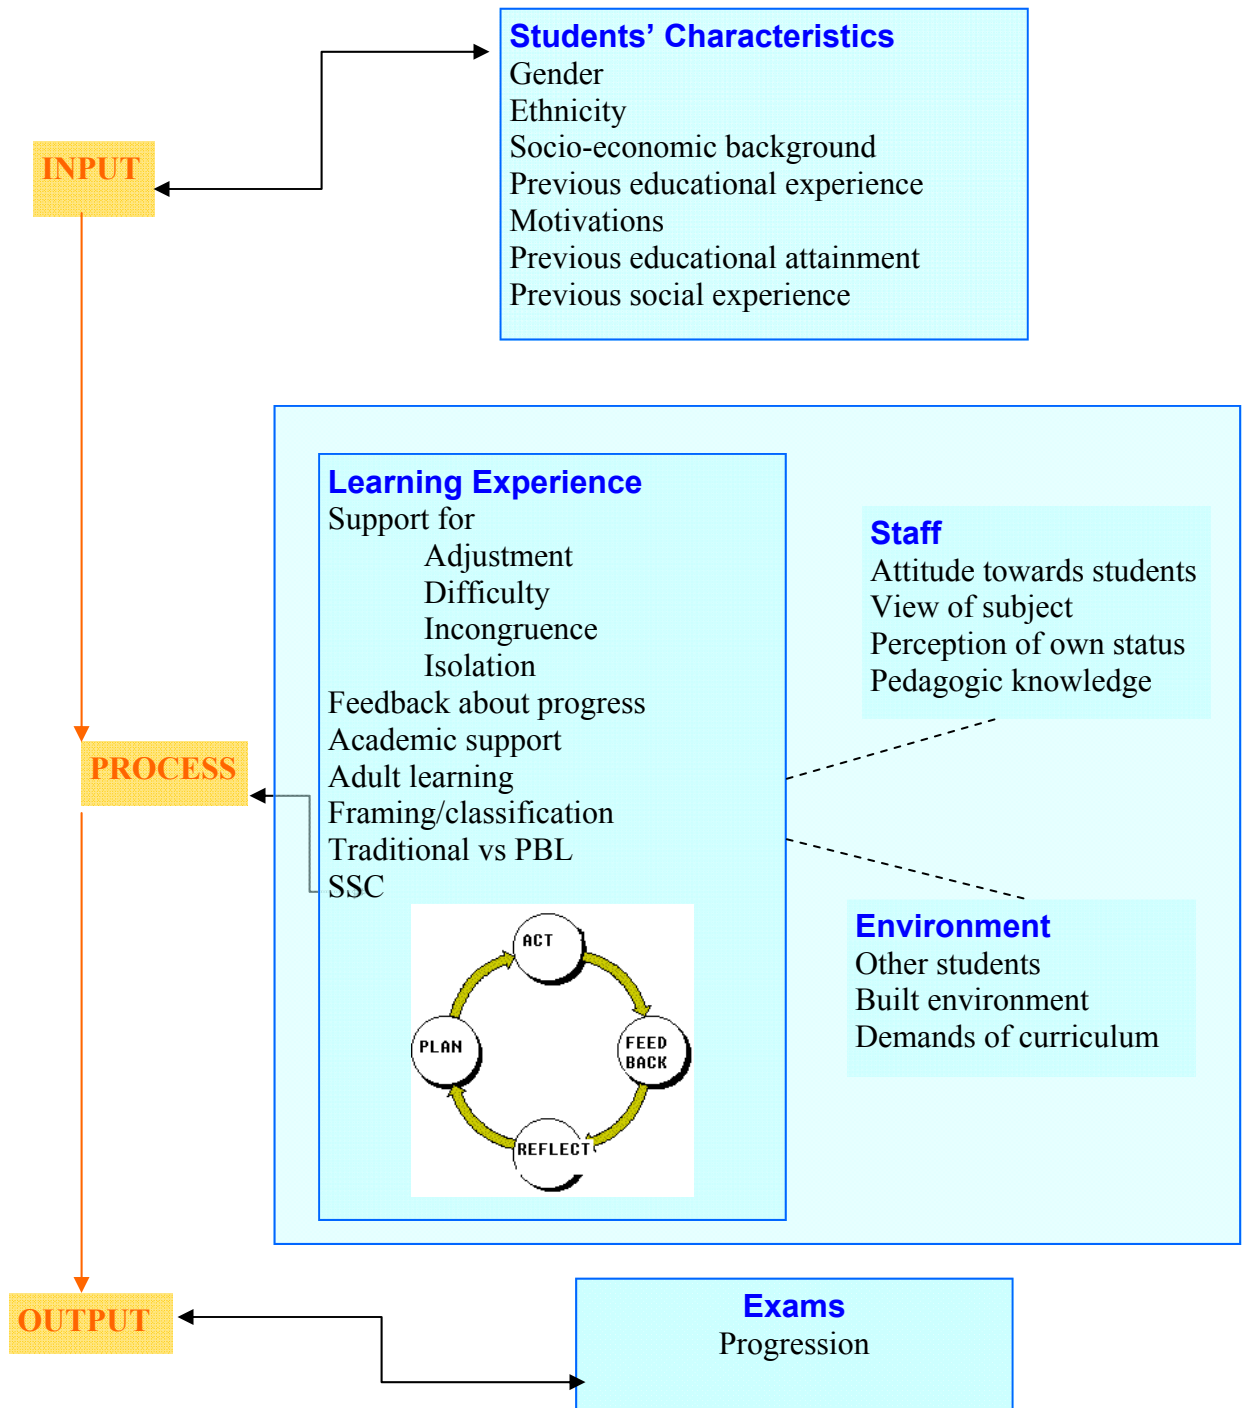 Students’ Characteristics
Gender
Ethnicity
Socio-economic background
Previous educational experience
Motivations
Previous educational attainment
Previous social experience
INPUT
Learning Experience
Support for
Adjustment
Difficulty
Incongruence
Isolation
Feedback about progress
Academic support
Adult learning
Framing/classification
Traditional vs PBL
SSC
PROCESS
Staff
Attitude towards students
View of subject
Perception of own status
Pedagogic knowledge
Environment
Other students
Built environment
Demands of curriculum
ACT
PLAN
FEED
BACK
REFLECT
OUTPUT
Exams
Progression